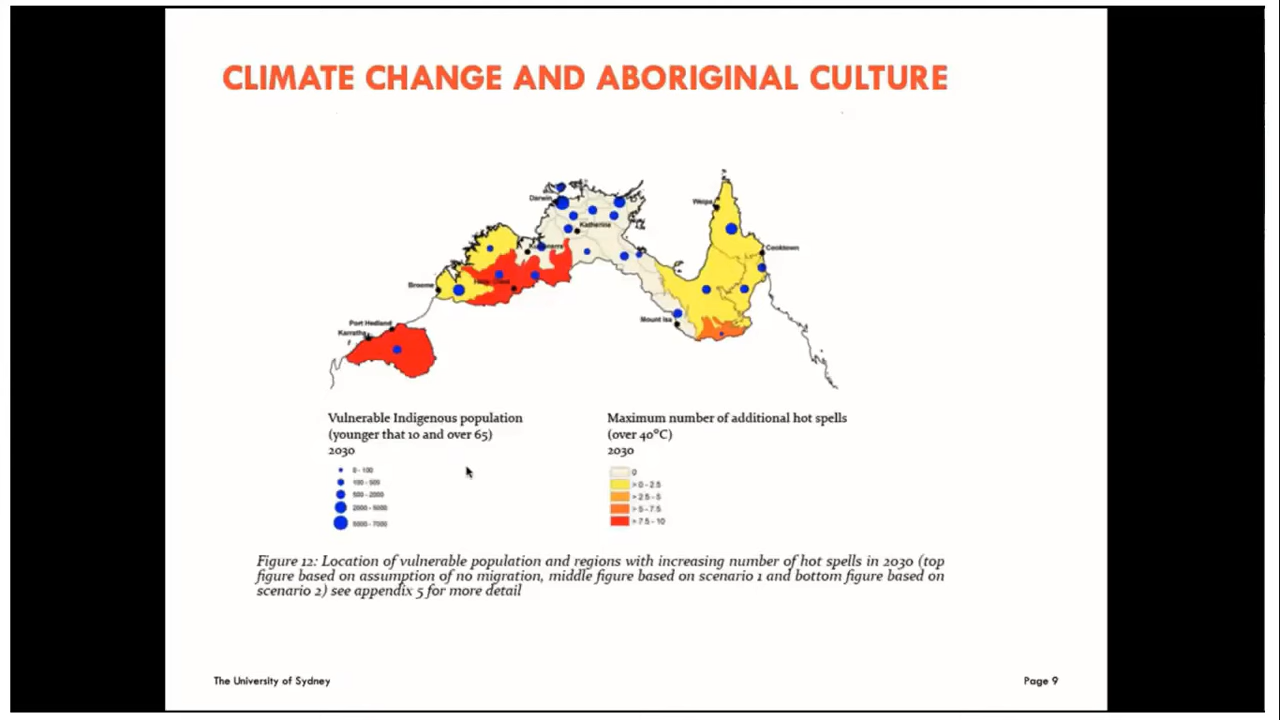 CLIMATE CHANGE AND ABORIGINAL CULTURE
Darwin
Weipa
Katherine
Cooktown
Broome
Mount Isa
Port Hedland
Karratha
Vulnerable Indigenous population
(younger that 10 and over 65)
2030
0 - 100
100 - 500
500 - 2000
2000 - 5000
5000 - 7000
Maximum number of additional hot spells
(over 40°C)
2030
0
> 0 - 2.5
> 2.5 - 5
> 5 - 7.5
> 7.5 - 10
Figure 12: Location of vulnerable population and regions with increasing number of hot spells in 2030 (top
figure based on assumption of no migration, middle figure based on scenario 1 and bottom figure based on
scenario 2) see appendix 5 for more detail
The University of Sydney
Page 9